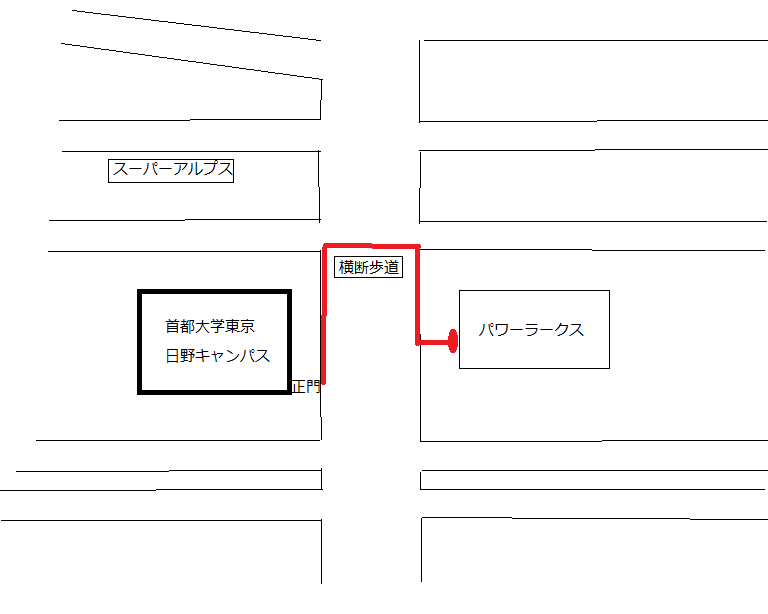 スーパーアルプス
横断歩道
首都大学東京
日野キャンパス
正門
パワーラークス